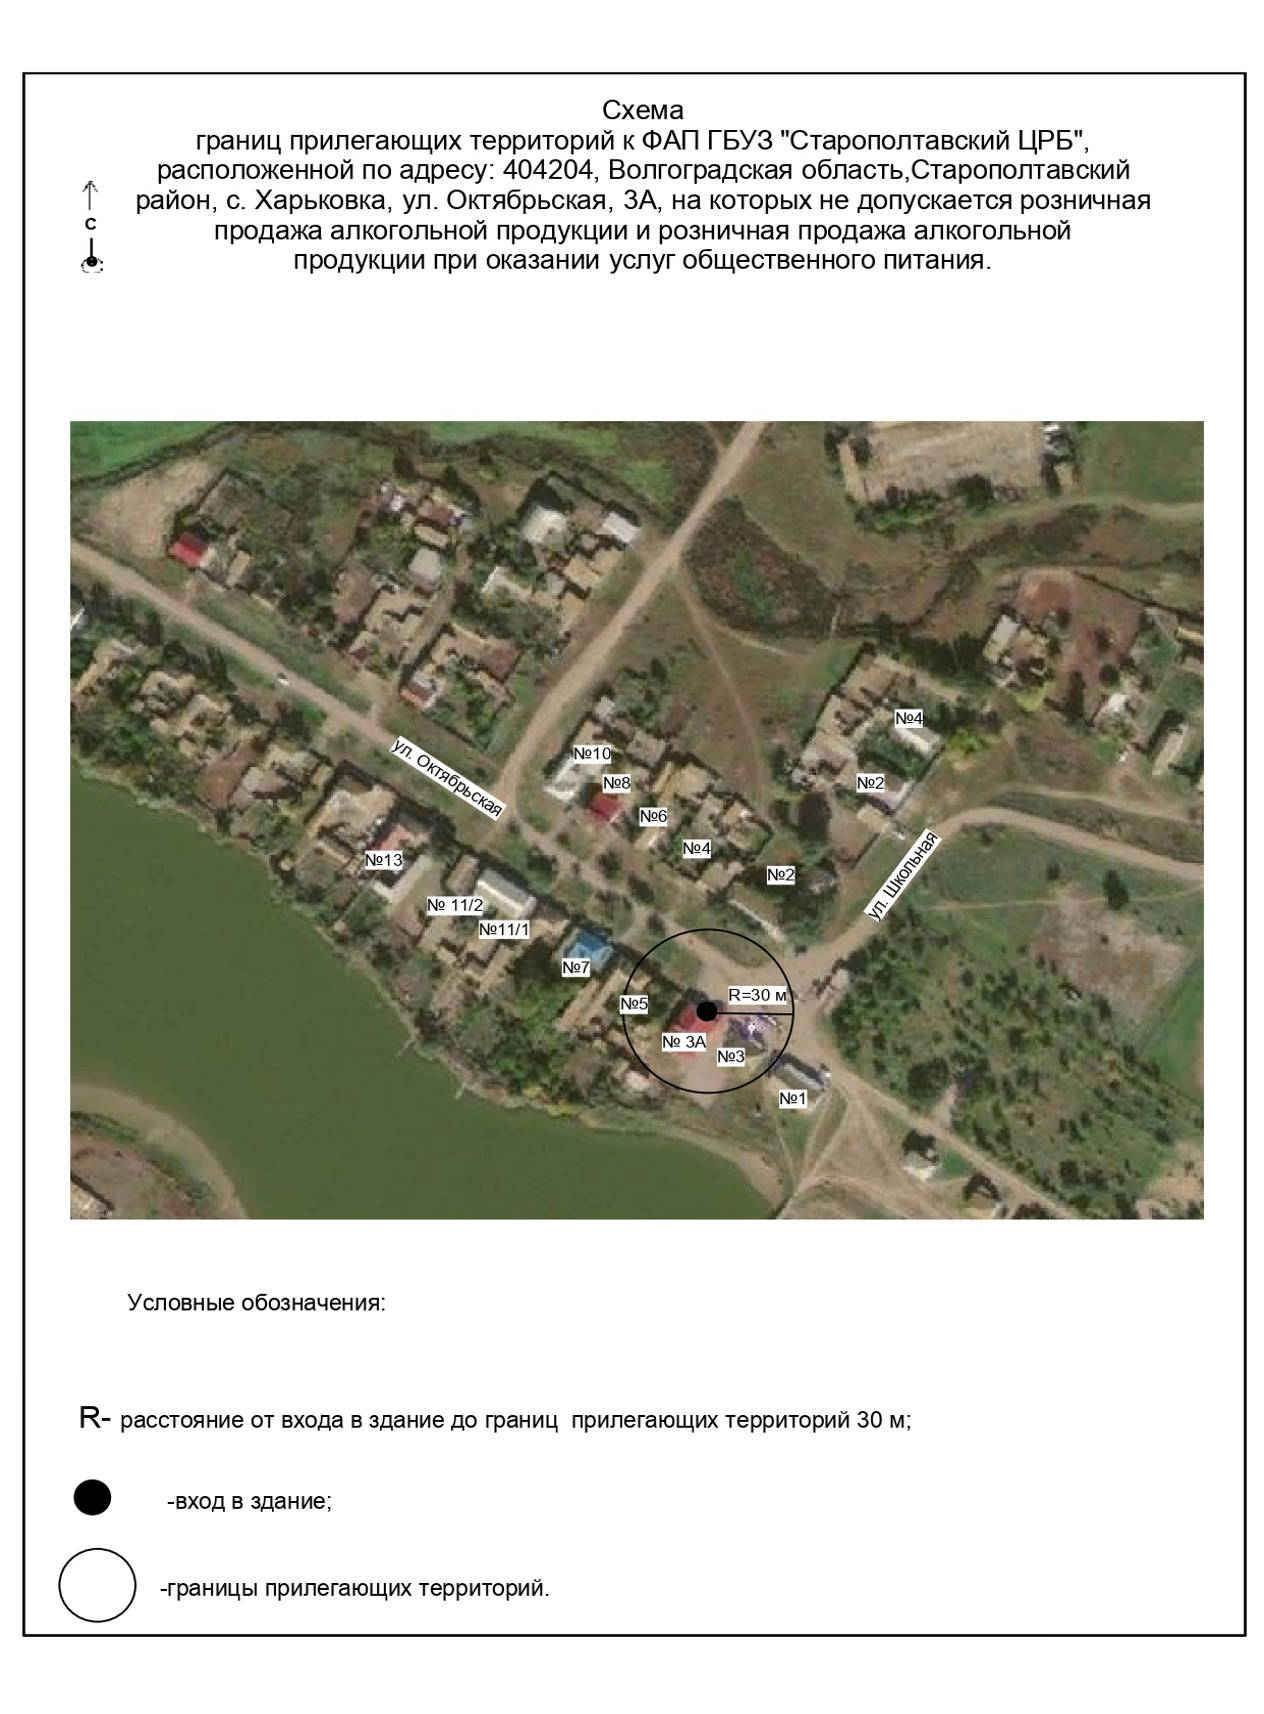 Схема
границ прилегающих территорий к ФАП ГБУЗ "Старополтавский ЦРБ",
расположенной по адресу: 404204, Волгоградская область,Старополтавский
район, с. Харьковка, ул. Октябрьская, 3А, на которых не допускается розничная
продажа алкогольной продукции и розничная продажа алкогольной
продукции при оказании услуг общественного питания.
С
№4
№10
№8
№2
ул. Октябрьская
№6
№4
№13
№2
ул. Школьная
№ 11/2
№11/1
№7
R=30 м
№5
№ 3А
№3
№1
Условные обозначения:
R- расстояние от входа в здание до границ прилегающих территорий 30 м;
-вход в здание;
-границы прилегающих территорий.